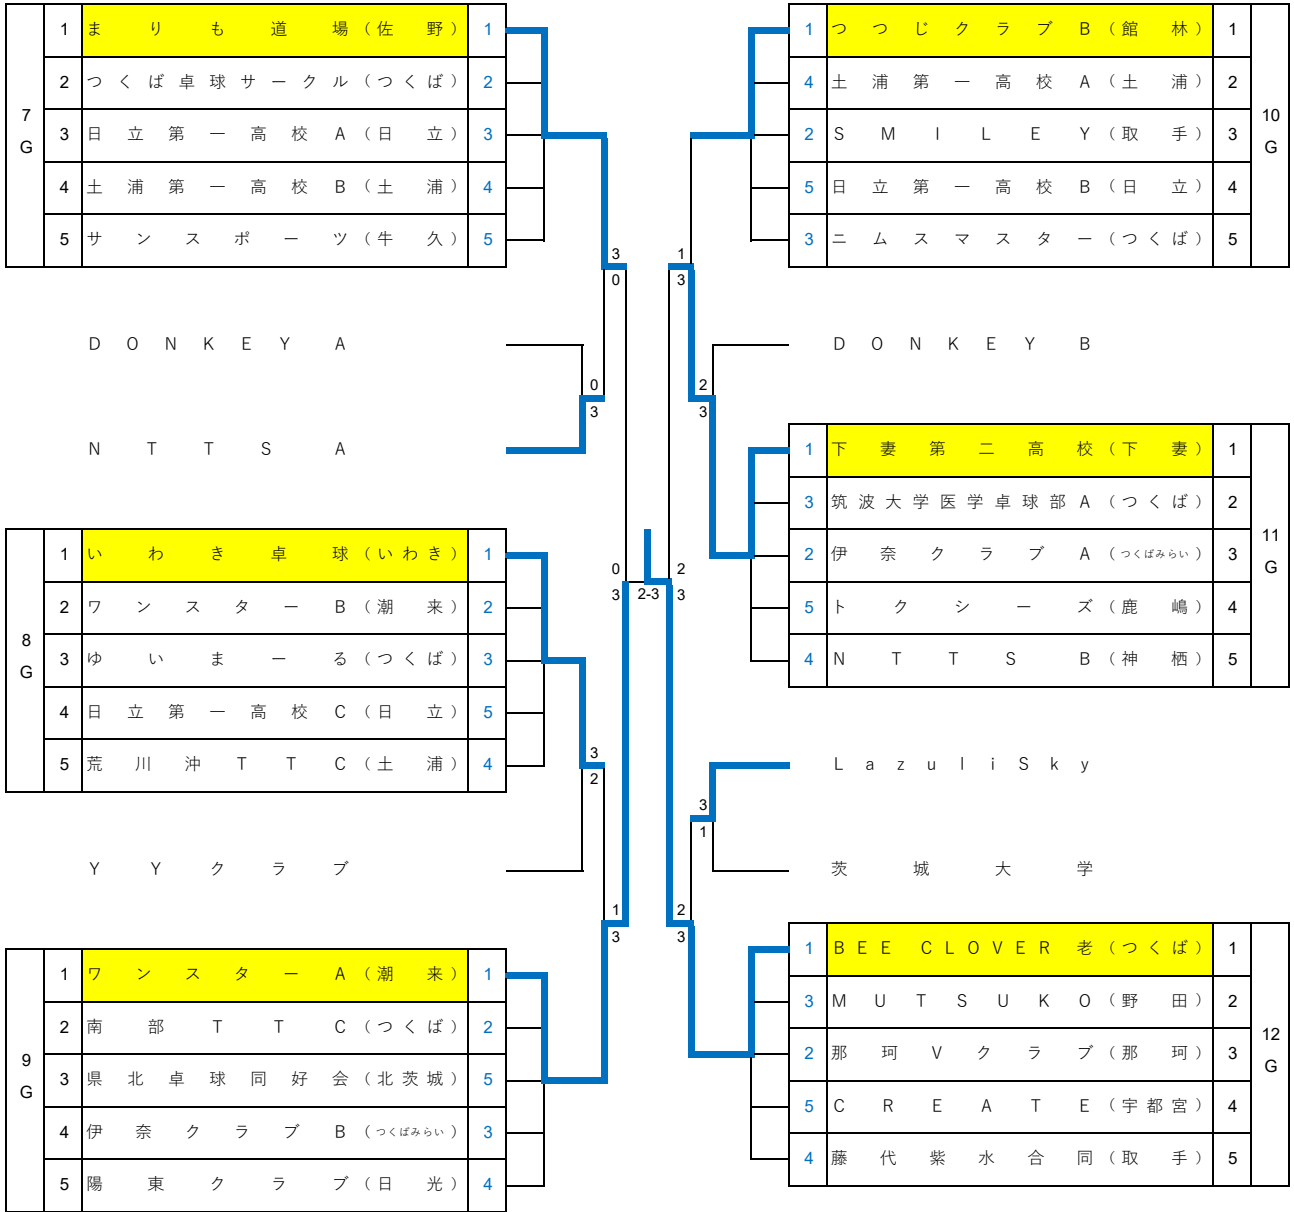 7G
1 まりも道場（佐野） 1
2 つくば卓球サークル（つくば） 2
3 日立第一高校A（日立） 3
4 土浦第一高校B（土浦） 4
5 サンスポーツ（牛久） 5
3
0
DONKEYA
0
3
NTTSA
8G
1 いわき卓球（いわき） 1
2 ワンスターB（潮来） 2
3 ゆいまーる（つくば） 3
4 日立第一高校C（日立） 5
5 荒川沖TTC（土浦） 4
0
3
3
2
YYクラブ
1
3
9G
1 ワンスターA（潮来） 1
2 南部TTC（つくば） 2
3 県北卓球同好会（北茨城） 5
4 伊奈クラブB（つくばみらい） 3
5 陽東クラブ（日光） 4
2-3
10G
1 つつじクラブB（館林） 1
4 土浦第一高校A（土浦） 2
2 SMILEY（取手） 3
5 日立第一高校B（日立） 4
3 ニムスマスター（つくば） 5
1
3
DONKEYB
2
3
11G
1 下妻第二高校（下妻） 1
3 筑波大学医学卓球部A（つくば） 2
2 伊奈クラブA（つくばみらい） 3
5 トクシーズ（鹿嶋） 4
4 NTTSB（神栖） 5
2
3
LazuliSky
3
1
茨城大学
2
3
12G
1 BEE CLOVER老（つくば） 1
3 MUTSUKO（野田） 2
2 那珂Vクラブ（那珂） 3
5 CREATE（宇都宮） 4
4 藤代紫水合同（取手） 5